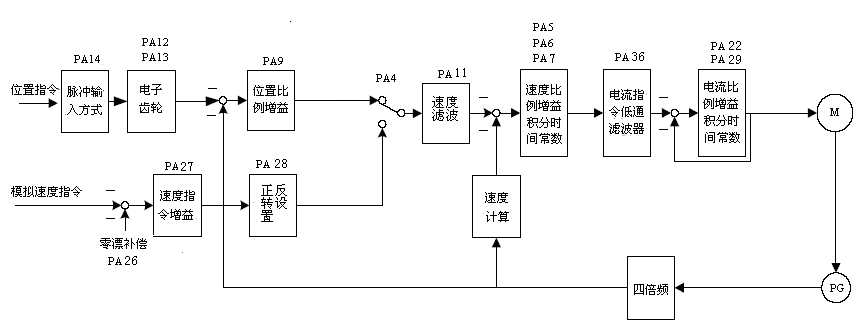 PA5
PA6
PA7
PA12
PA13
PA14
PA9
PA4
PA11
PA36
PA 22
PA 29
位置指令
脉冲输
入方式
电子
齿轮
位置比
例增益
速度
滤波
速度比
例增益
积分时
间常数
电流指
令低通
滤波器
电流比
例增益
积分时
间常数
M
PA27
PA 28
模拟速度指令
速度指
令增益
正反
转设
置
速度
计算
零漂补偿
PA26
四倍频
PG